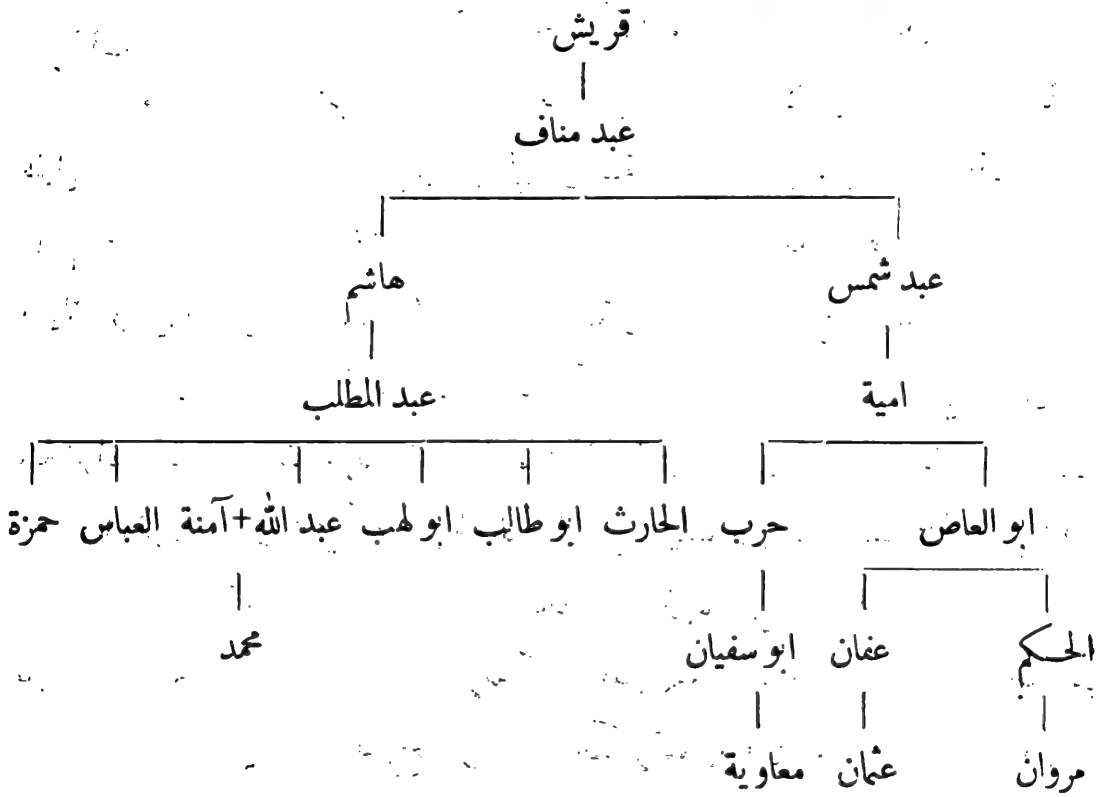 قريش
عبد مناف
عبد شمس هاشم
امية عبد المطلب
ابو العاص حرب الحارث ابو طالب ابو لهب عبد الله+آمنة العباس حمزة
الحكم عفان ابو سفيان محمد
مروان عثمان معاوية